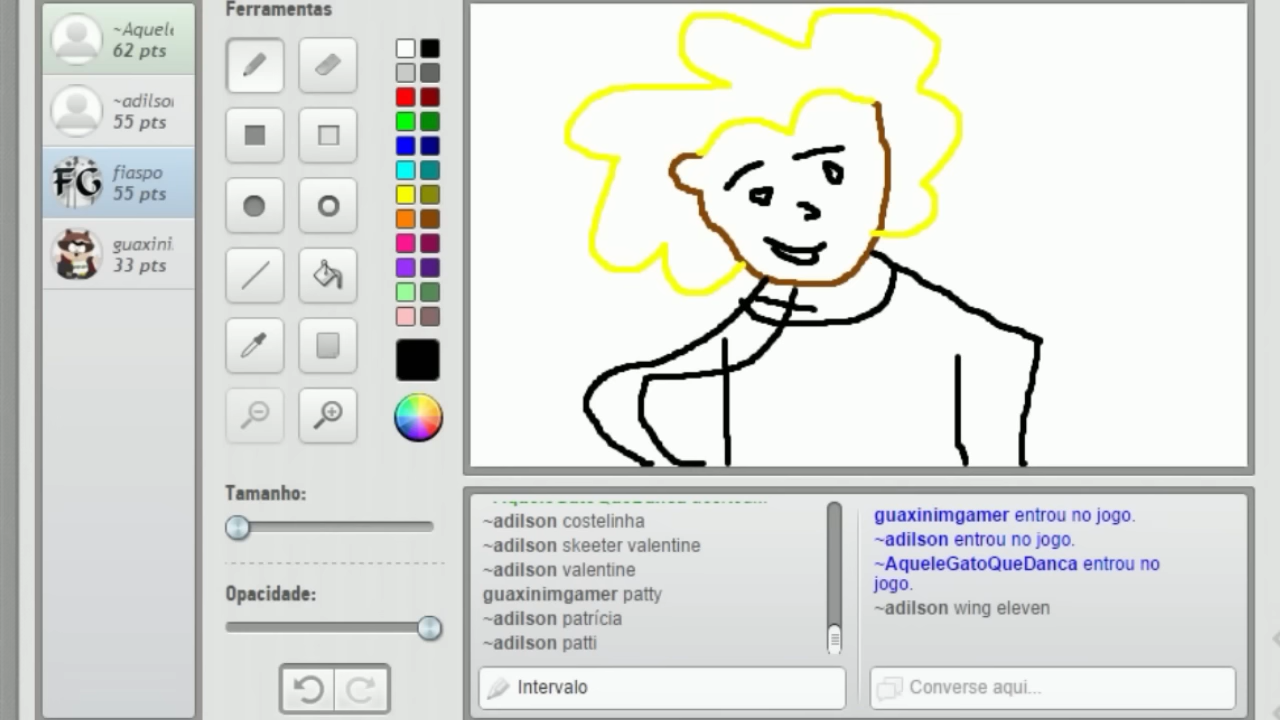 Ferramentas
~Aquele
62 pts
~adilso
55 pts
FG
fiaspo
55 pts
guaxini.
33 pts
Tamanho:
Opacidade:
~adilson costelinha
~adilson skeeter valentine
~adilson valentine
guaxinimgamer patty
~adilson patrícia
~adilson patti
Intervalo
guaxinimgamer entrou no jogo.
~adilson entrou no jogo.
~AqueleGatoQueDanca entrou no
jogo.
~adilson wing eleven
Converse aqui...